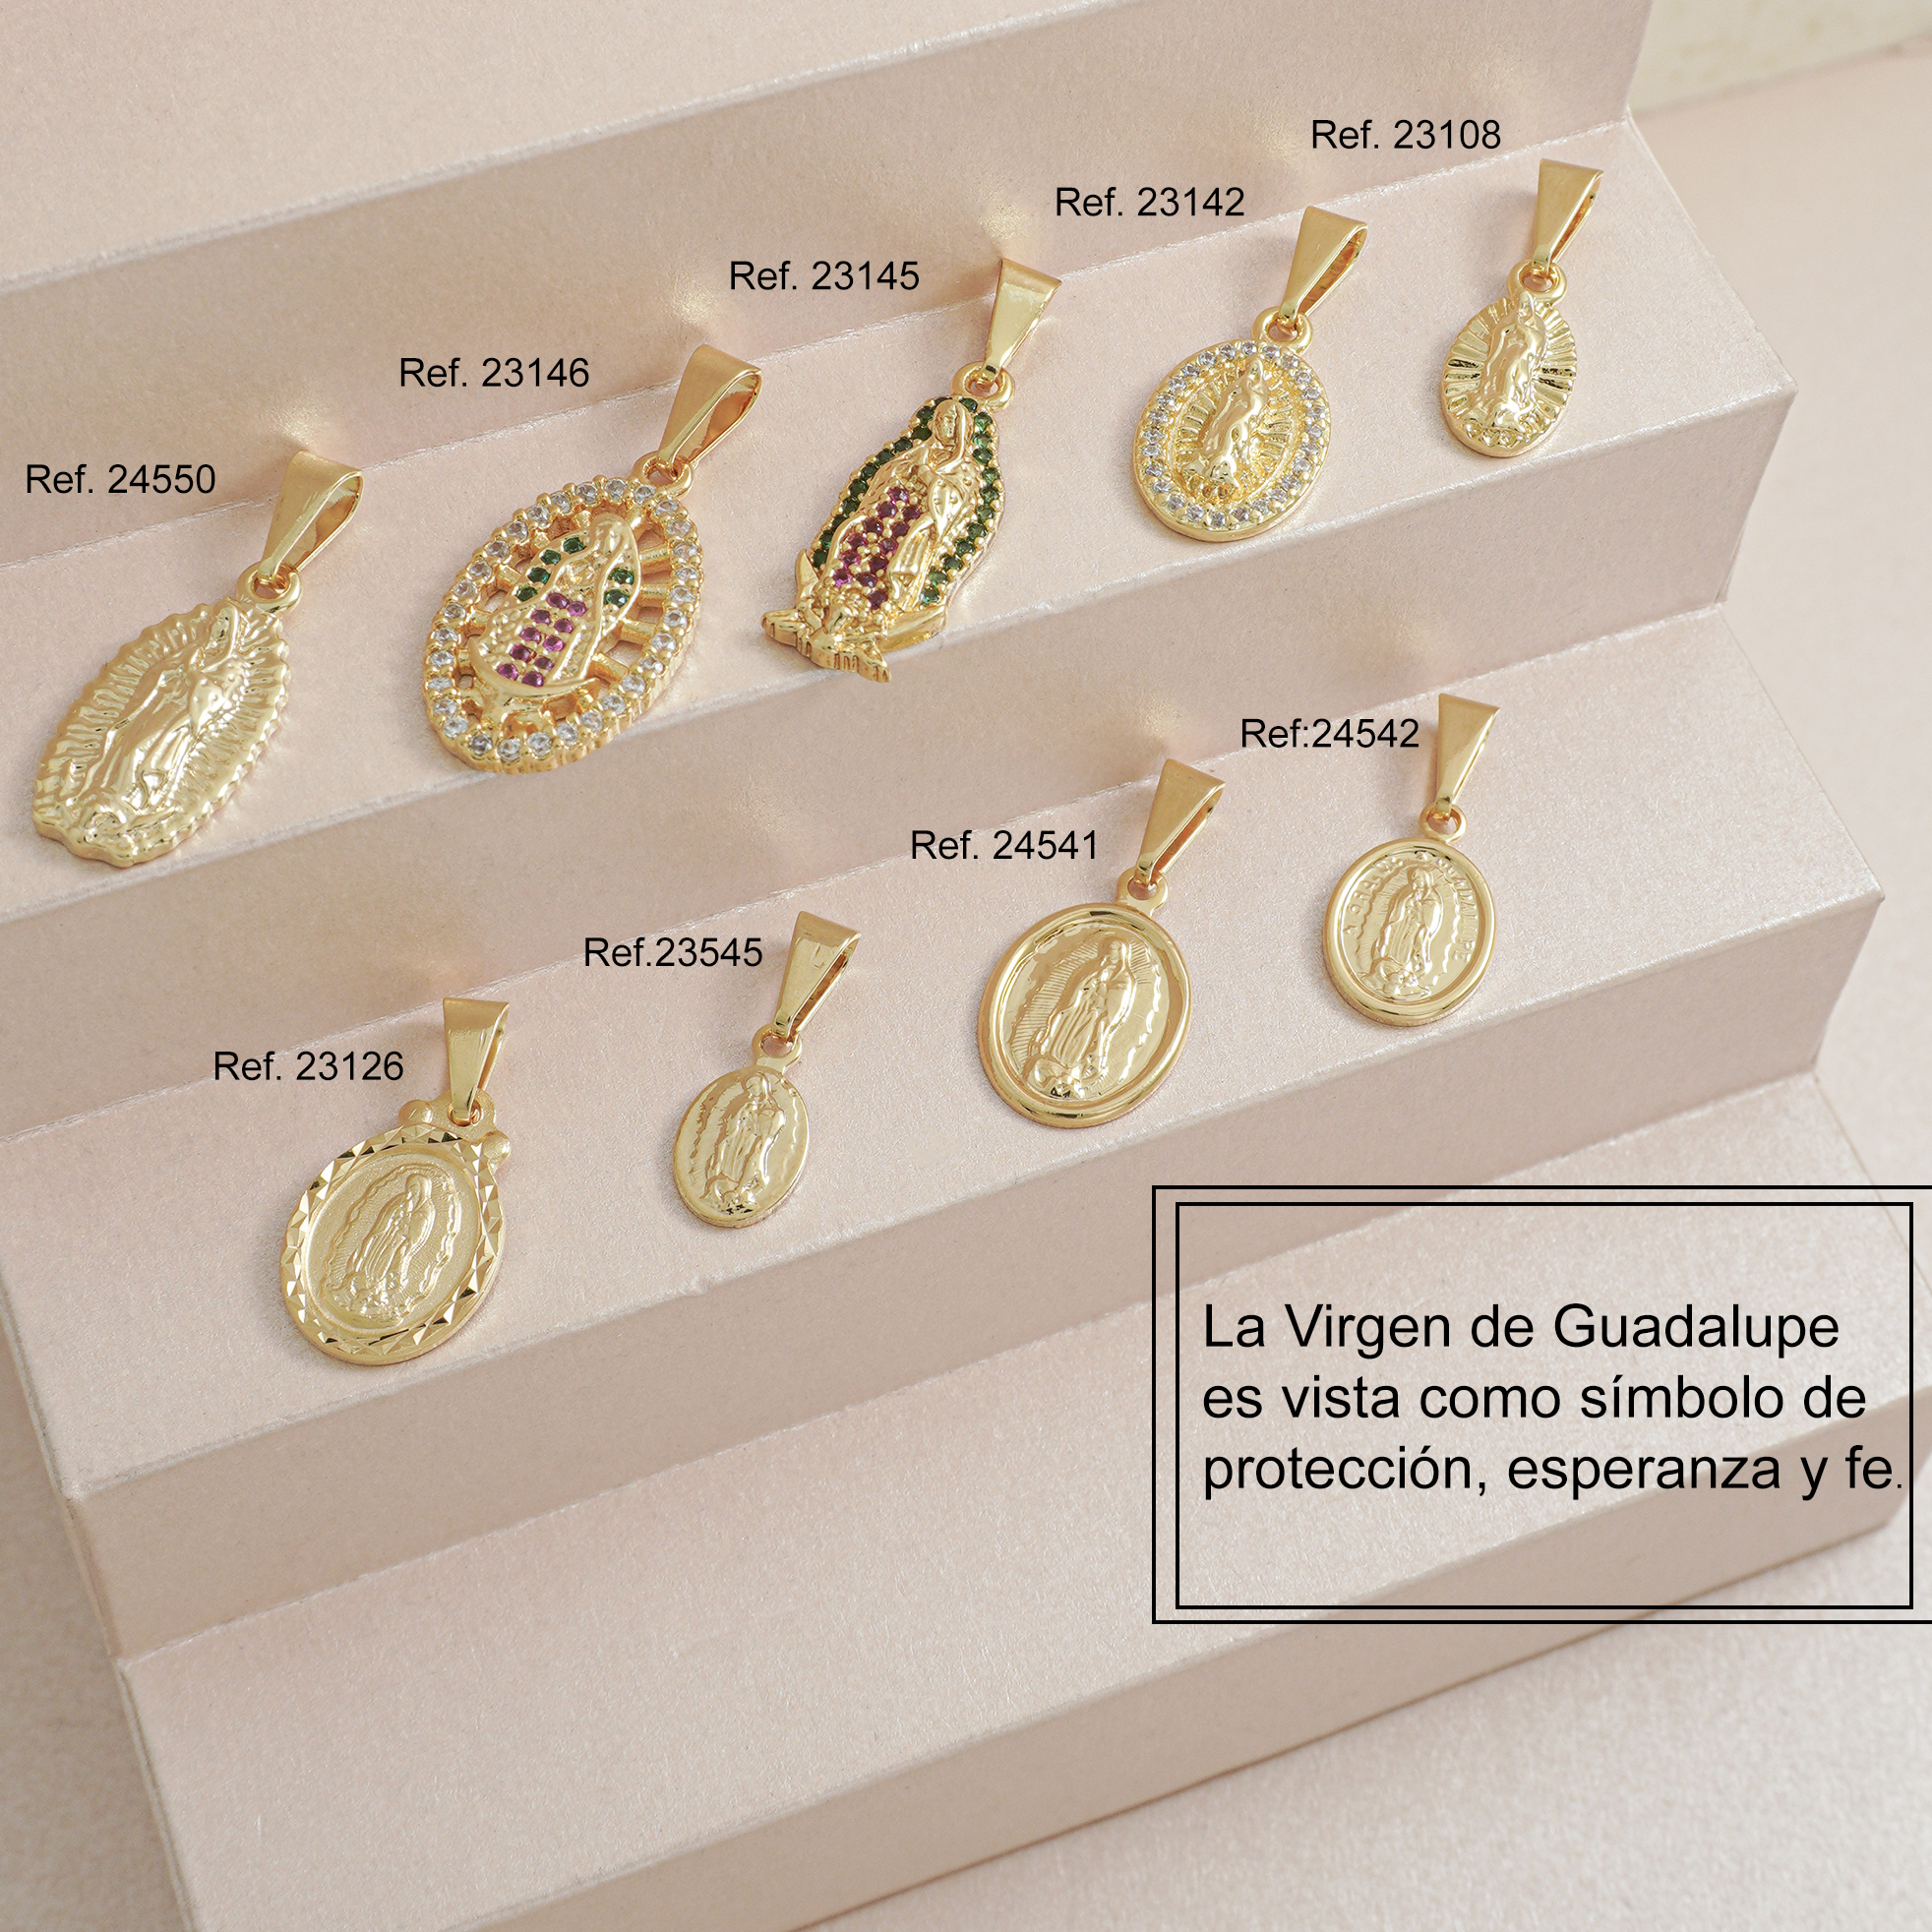 Ref. 23108
Ref. 23142
Ref. 23145
Ref. 23146
Ref. 24550
Ref:24542
Ref. 24541
Ref.23545
Ref. 23126
La Virgen de Guadalupe
es vista como símbolo de
protección, esperanza y fe.